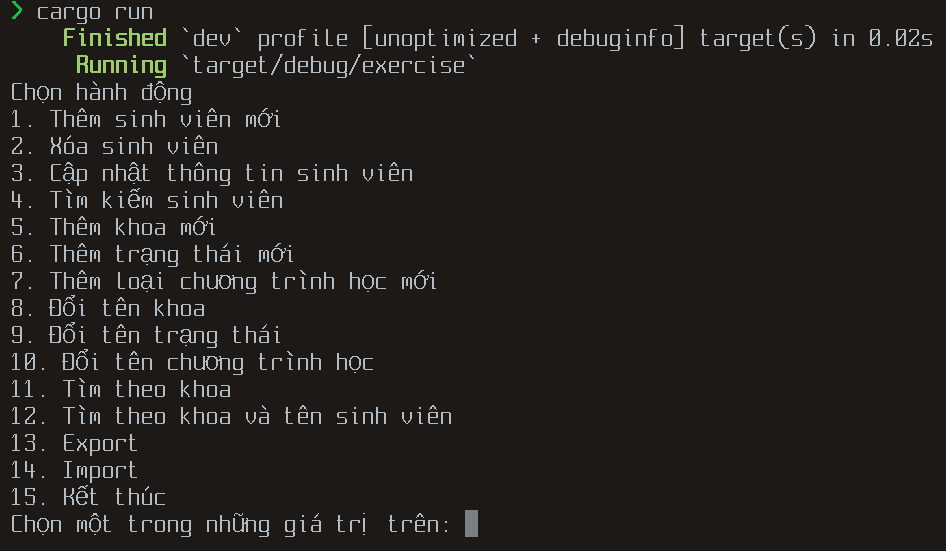 > cargo run
Finished `dev` profile [unoptimized + debuginfo] target(s) in 0.02s
Running `target/debug/exercise`
Chọn hành động
1. Thêm sinh viên mới
2. Xóa sinh viên
3. Cập nhật thông tin sinh viên
4. Tìm kiếm sinh viên
5. Thêm khoa mới
6. Thêm trạng thái mới
7. Thêm loại chương trình học mới
8. Đổi tên khoa
9. Đổi tên trạng thái
10. Đổi tên chương trình học
11. Tìm theo khoa
12. Tìm theo khoa và tên sinh viên
13. Export
14. Import
15. Kết thúc
Chọn một trong những giá trị trên: